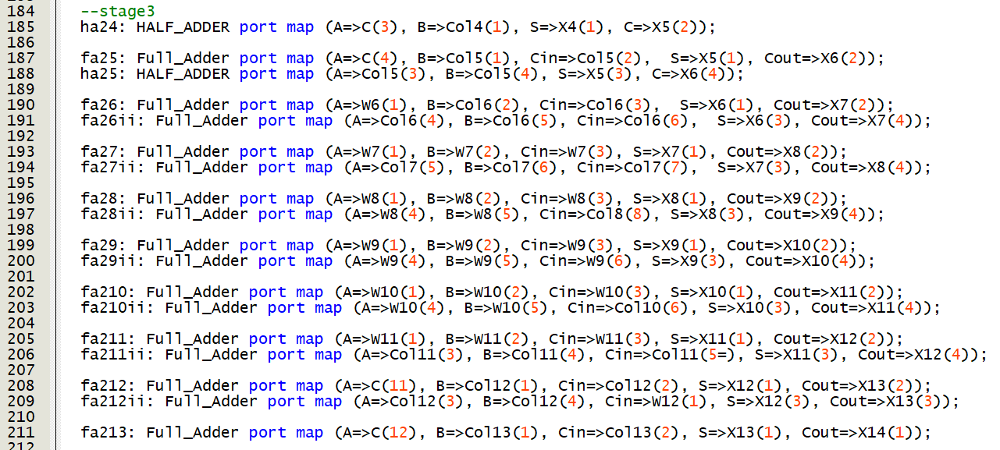 184 --stage3
185 ha24: HALF_ADDER port map (A=>C(3), B=>Col4(1), S=>X4(1), C=>X5(2));
186
187 fa25: Full_Adder port map (A=>C(4), B=>Col5(1), Cin=>Col5(2),  S=>X5(1), Cout=>X6(2));
188 ha25: HALF_ADDER port map (A=>Col5(3), B=>Col5(4), S=>X5(3), C=>X6(4));
189
190 fa26: Full_Adder port map (A=>W6(1), B=>Col6(2), Cin=>Col6(3),  S=>X6(1), Cout=>X7(2));
191 fa26ii: Full_Adder port map (A=>Col6(4), B=>Col6(5), Cin=>Col6(6),  S=>X6(3), Cout=>X7(4));
192
193 fa27: Full_Adder port map (A=>W7(1), B=>W7(2), Cin=>W7(3), S=>X7(1), Cout=>X8(2));
194 fa27ii: Full_Adder port map (A=>Col7(5), B=>Col7(6), Cin=>Col7(7),  S=>X7(3), Cout=>X8(4));
195
196 fa28: Full_Adder port map (A=>W8(1), B=>W8(2), Cin=>W8(3), S=>X8(1), Cout=>X9(2));
197 fa28ii: Full_Adder port map (A=>W8(4), B=>W8(5), Cin=>Col8(8), S=>X8(3), Cout=>X9(4));
198
199 fa29: Full_Adder port map (A=>W9(1), B=>W9(2), Cin=>W9(3), S=>X9(1), Cout=>X10(2));
200 fa29ii: Full_Adder port map (A=>W9(4), B=>W9(5), Cin=>W9(6), S=>X9(3), Cout=>X10(4));
201
202 fa210: Full_Adder port map (A=>W10(1), B=>W10(2), Cin=>W10(3), S=>X10(1), Cout=>X11(2));
203 fa210ii: Full_Adder port map (A=>W10(4), B=>W10(5), Cin=>Col10(6), S=>X10(3), Cout=>X11(4));
204
205 fa211: Full_Adder port map (A=>W11(1), B=>W11(2), Cin=>W11(3), S=>X11(1), Cout=>X12(2));
206 fa211ii: Full_Adder port map (A=>Col11(3), B=>Col11(4), Cin=>Col11(5=), S=>X11(3), Cout=>X12(4));
207
208 fa212: Full_Adder port map (A=>C(11), B=>Col12(1), Cin=>Col12(2), S=>X12(1), Cout=>X13(2));
209 fa212ii: Full_Adder port map (A=>Col12(3), B=>Col12(4), Cin=>W12(1), S=>X12(3), Cout=>X13(3));
210
211 fa213: Full_Adder port map (A=>C(12), B=>Col13(1), Cin=>Col13(2), S=>X13(1), Cout=>X14(1));
212